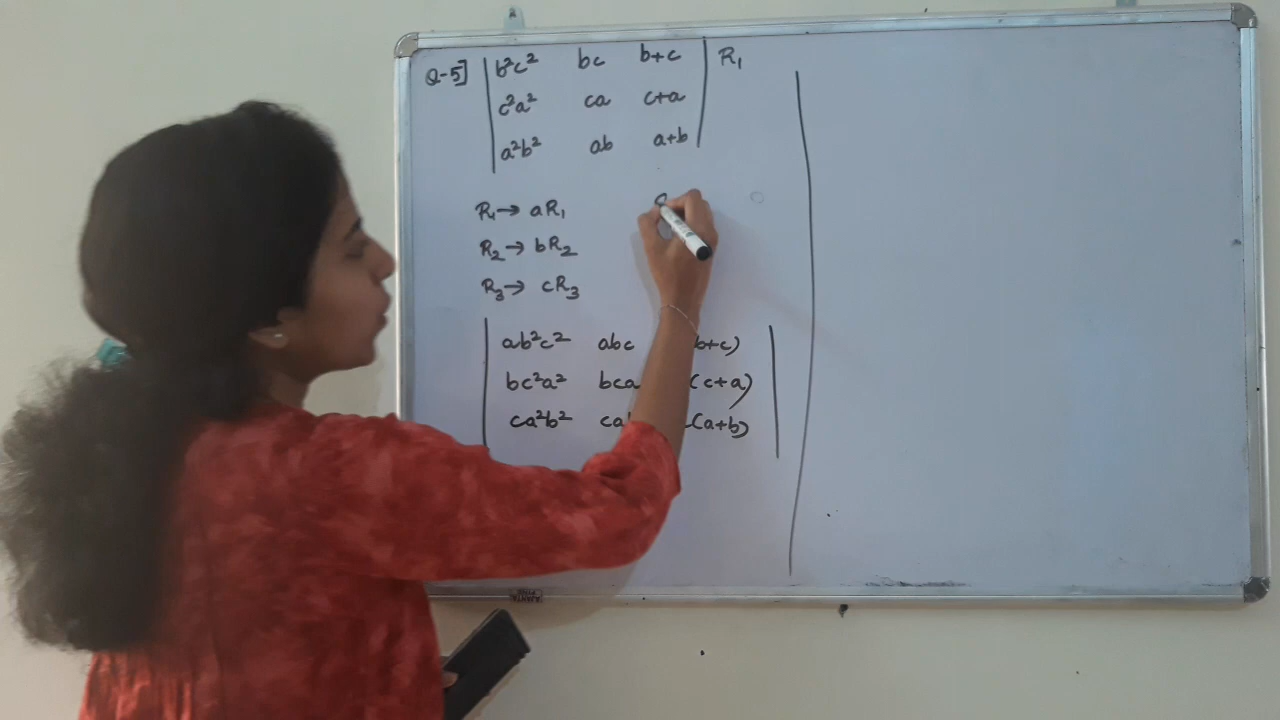 Q-5] | b²c² bc b+c | R₁
| c²a² ca c+a |
| a²b² ab a+b |
R₁→ aR₁
R₂→ bR₂
R₃→ cR₃
| ab²c² abc b+c) |
| bc²a² bca (c+a) |
| ca²b² ca (a+b) |